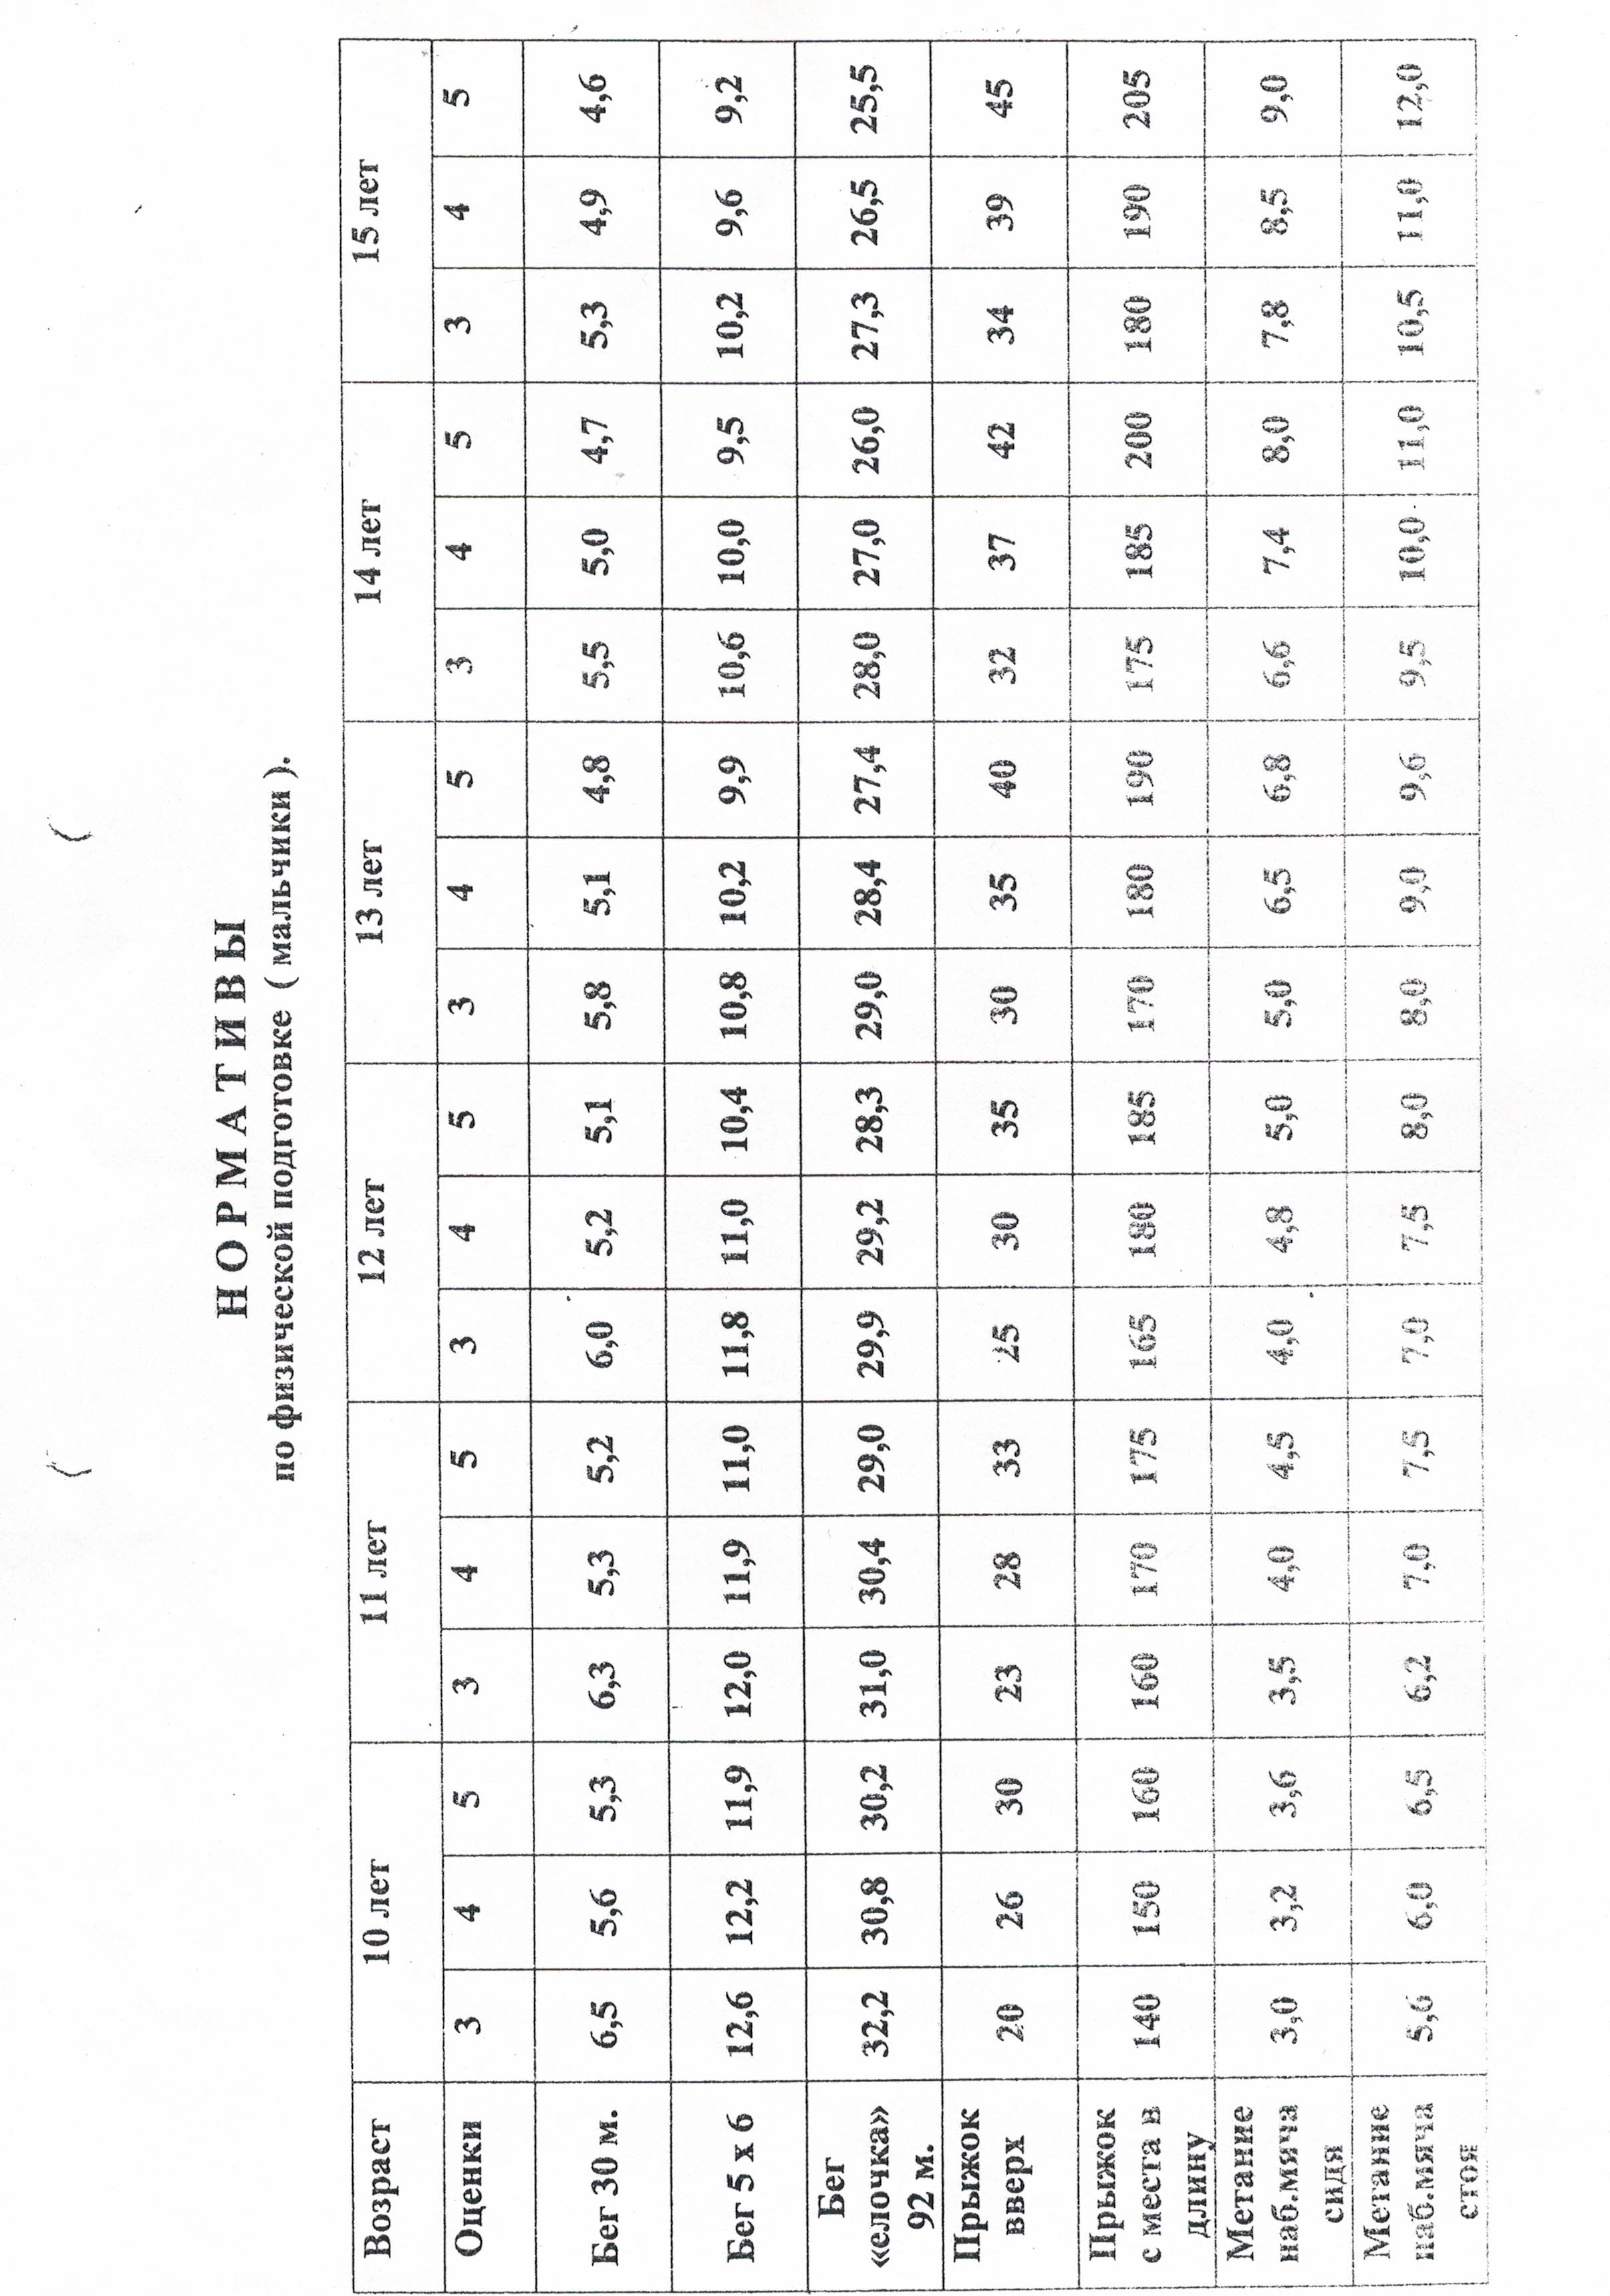 Н О Р М А Т И В Ы
по физической подготовке ( мальчики ).
Возраст 10 лет 11 лет 12 лет 13 лет 14 лет 15 лет
Оценки 3 4 5 3 4 5 3 4 5 3 4 5 3 4 5 3 4 5
Бег 30 м. 6,5 5,6 5,3 6,3 5,3 5,2 6,0 5,2 5,1 5,8 5,1 4,8 5,5 5,0 4,7 5,3 4,9 4,6
Бег 5 х 6 12,6 12,2 11,9 12,0 11,9 11,0 11,8 11,0 10,4 10,8 10,2 9,9 10,6 10,0 9,5 10,2 9,6 9,2
Бег
«елочка» 32,2 30,8 30,2 31,0 30,4 29,0 29,9 29,2 28,3 29,0 28,4 27,4 28,0 27,0 26,0 27,3 26,5 25,5
92 м.
Прыжок 20 26 30 23 28 33 25 30 35 30 35 40 32 37 42 34 39 45
вверх
Прыжок
с места в 140 150 160 160 170 175 165 180 185 170 180 190 175 185 200 180 190 205
длину
Метание
наб.мяча 3,0 3,2 3,6 3,5 4,0 4,5 4,0 4,8 5,0 5,0 6,5 6,8 6,6 7,4 8,0 7,8 8,5 9,0
сидя
Метание
наб.мяча 5,6 6,0 6,5 6,2 7,0 7,5 7,0 7,5 8,0 8,0 9,0 9,6 9,5 10,0 11,0 10,5 11,0 12,0
стоя